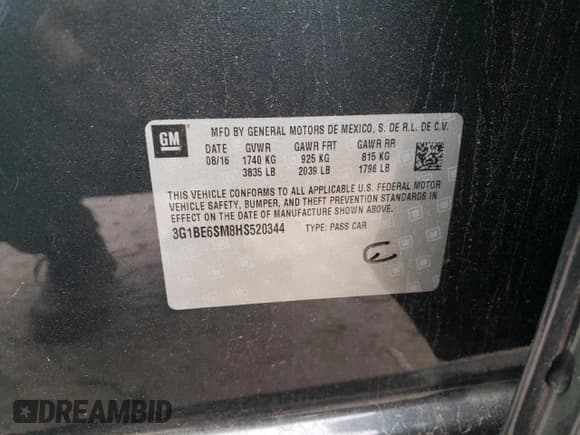 GM
MFD BY GENERAL MOTORS DE MEXICO, S. DE R.L. DE C.V.
DATE GVWR GAWR FRT GAWR RR
08/16 1740 KG 925 KG 815 KG
3835 LB 2039 LB 1796 LB
THIS VEHICLE CONFORMS TO ALL APPLICABLE U.S. FEDERAL MOTOR
VEHICLE SAFETY, BUMPER, AND THEFT PREVENTION STANDARDS IN
EFFECT ON THE DATE OF MANUFACTURE SHOWN ABOVE.
3G1BE6SM8HS520344 TYPE: PASS CAR
DREAMBID